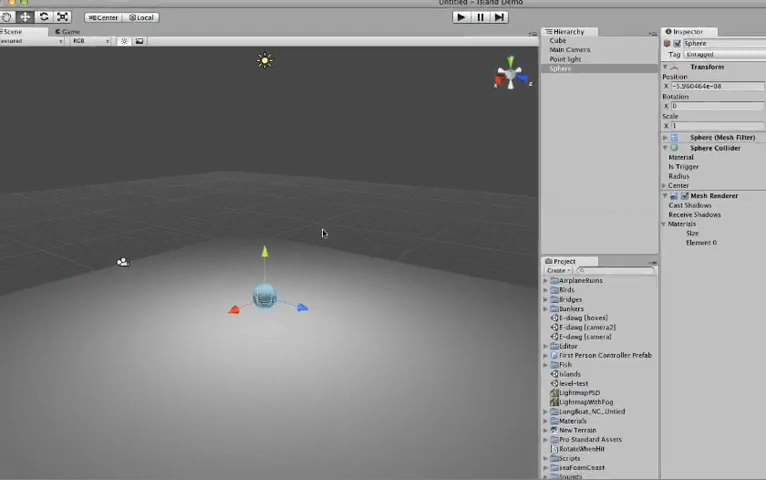 Untitled - Island Demo
Center
Local
Scene
Game
Textured
RGB
Hierarchy
Cube
Main Camera
Point light
Sphere
Inspector
Sphere
Tag Untagged
Transform
Position
X -5.960464e-08
Rotation
X 0
Scale
X 1
Sphere (Mesh Filter)
Sphere Collider
Material
Is Trigger
Radius
Center
Mesh Renderer
Cast Shadows
Receive Shadows
Materials
Size
Element 0
Project
Create
AirplaneRuins
Birds
Bridges
Bunkers
E-dawg [boxes]
E-dawg [camera2]
E-dawg [camera]
Editor
First Person Controller Prefab
Fish
Islands
level-test
LightmapPSD
LightmapWithFog
LongBoat_NC_Untied
Materials
New Terrain
Pro Standard Assets
RotateWhenHit
Scripts
seaFoamCoast
Sounds
x
z